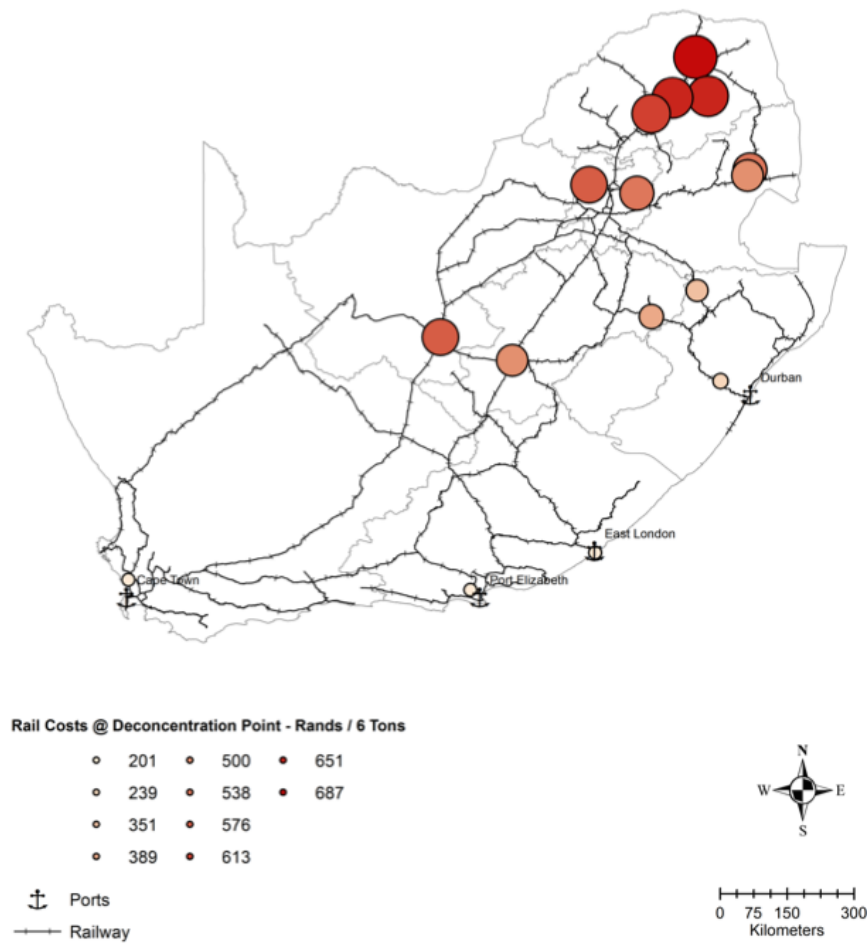 Durban
East London
Cape Town
Port Elizabeth
Rail Costs @ Deconcentration Point - Rands / 6 Tons
201 500 651
239 538 687
351 576
389 613
Ports
Railway
N
W E
S
0 75 150 300
Kilometers